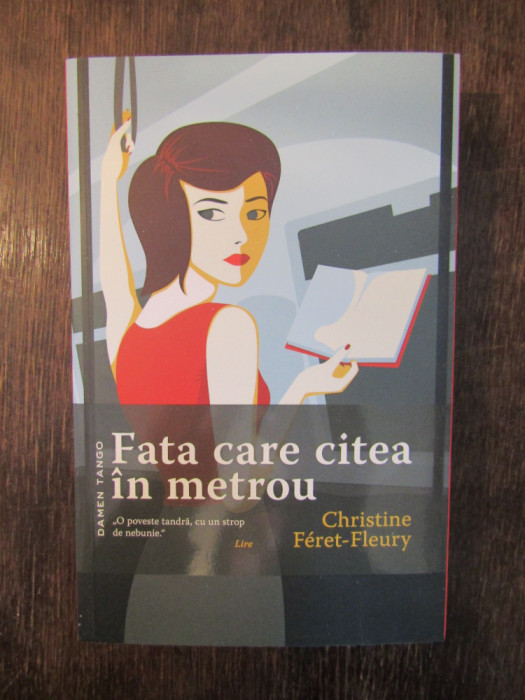 DAMEN TANGO
Fata care citea
în metrou
„O poveste tandră, cu un strop
de nebunie.”
Lire
Christine
Féret-Fleury